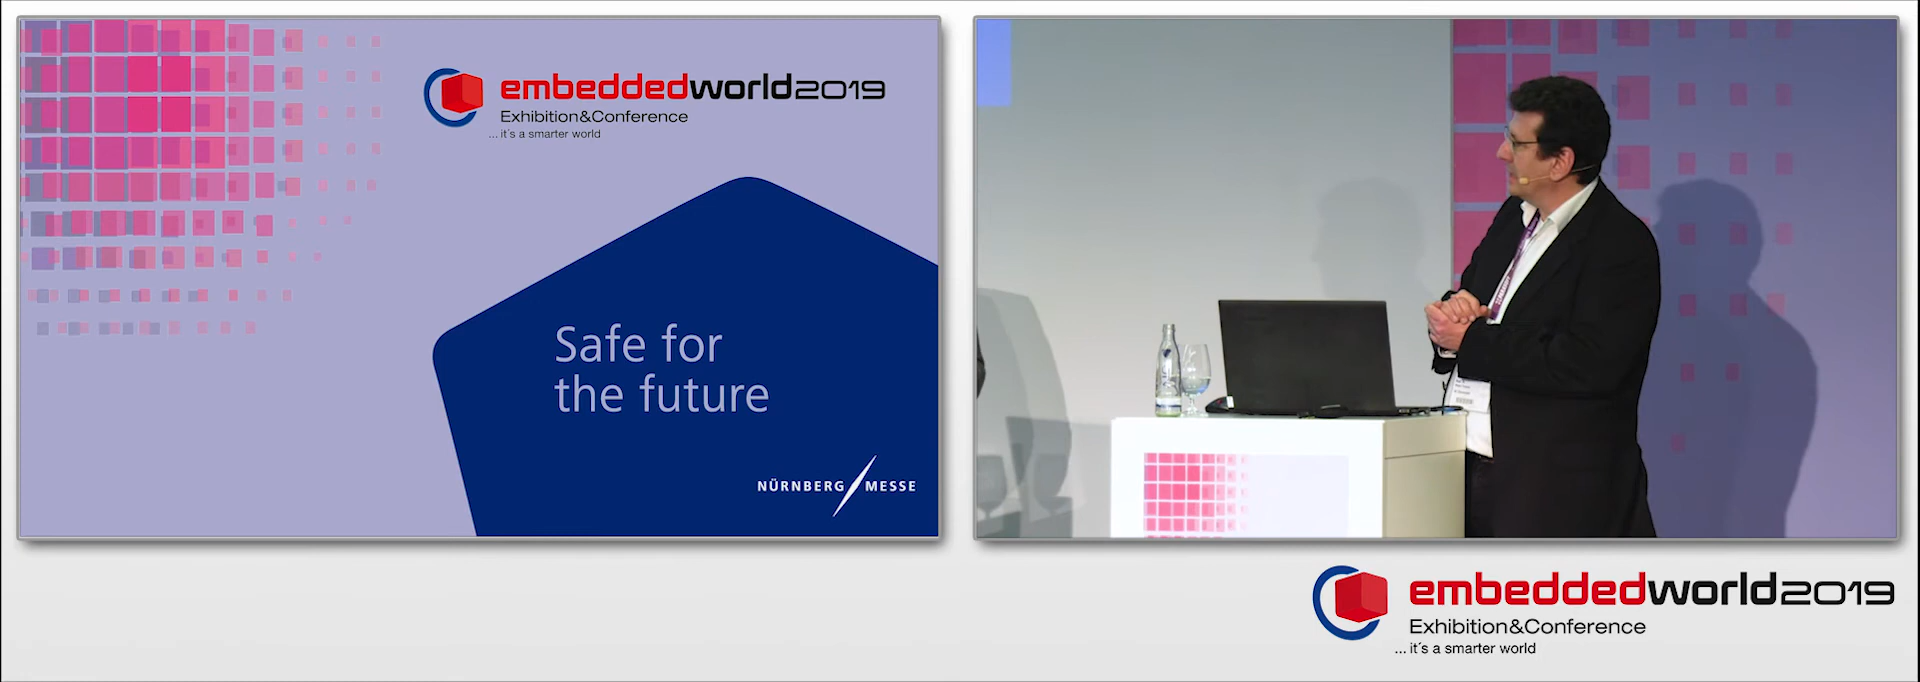 embeddedworld2019
Exhibition&Conference
... it´s a smarter world
Safe for
the future
NÜRNBERG MESSE
embeddedworld2019
Exhibition&Conference
... it´s a smarter world